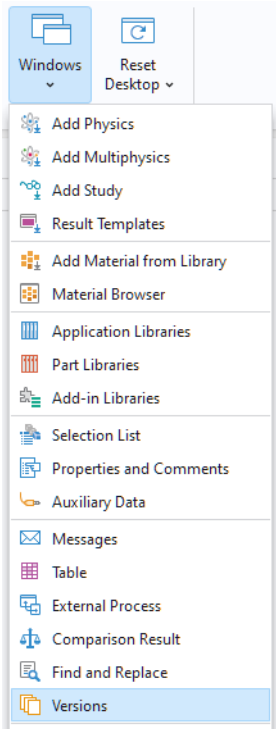 Windows
Reset
Desktop
Add Physics
Add Multiphysics
Add Study
Result Templates
Add Material from Library
Material Browser
Application Libraries
Part Libraries
Add-in Libraries
Selection List
Properties and Comments
Auxiliary Data
Messages
Table
External Process
Comparison Result
Find and Replace
Versions